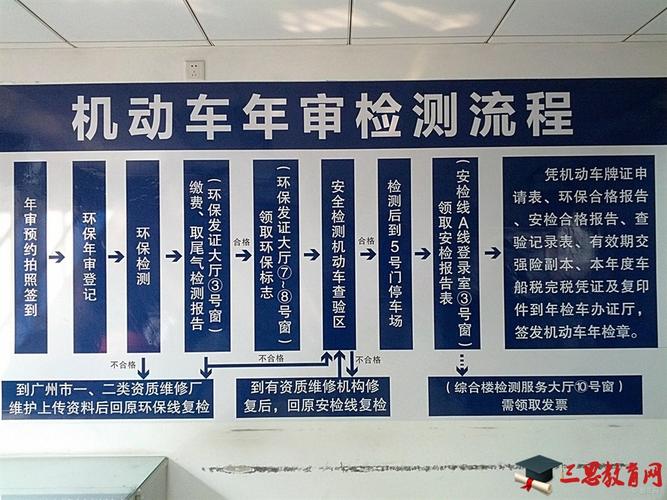 机动车年审检测流程
年审预约拍照签到
环保年审登记
环保检测
（环保发证大厅③号窗）
缴费、取尾气检测报告
合格
（环保发证大厅⑦~⑧号窗）
领取环保标志
安全检测机动车查验区
合格
检测后到5号门停车场
（安检线A线登录室③号窗）
领取安检报告表
凭机动车牌证申
请表、环保合格报告
、安检合格报告、查
验记录表、有效期交
强险副本、本年度车
船税完税凭证及复印
件到年检车办证厅，
签发机动车年检章。
不合格
不合格
不合格
到广州市一、二类资质维修厂
维护上传资料后回原环保线复检
到有资质维修机构修
复后，回原安检线复检
（综合楼检测服务大厅⑩号窗）
需领取发票
三思教育网